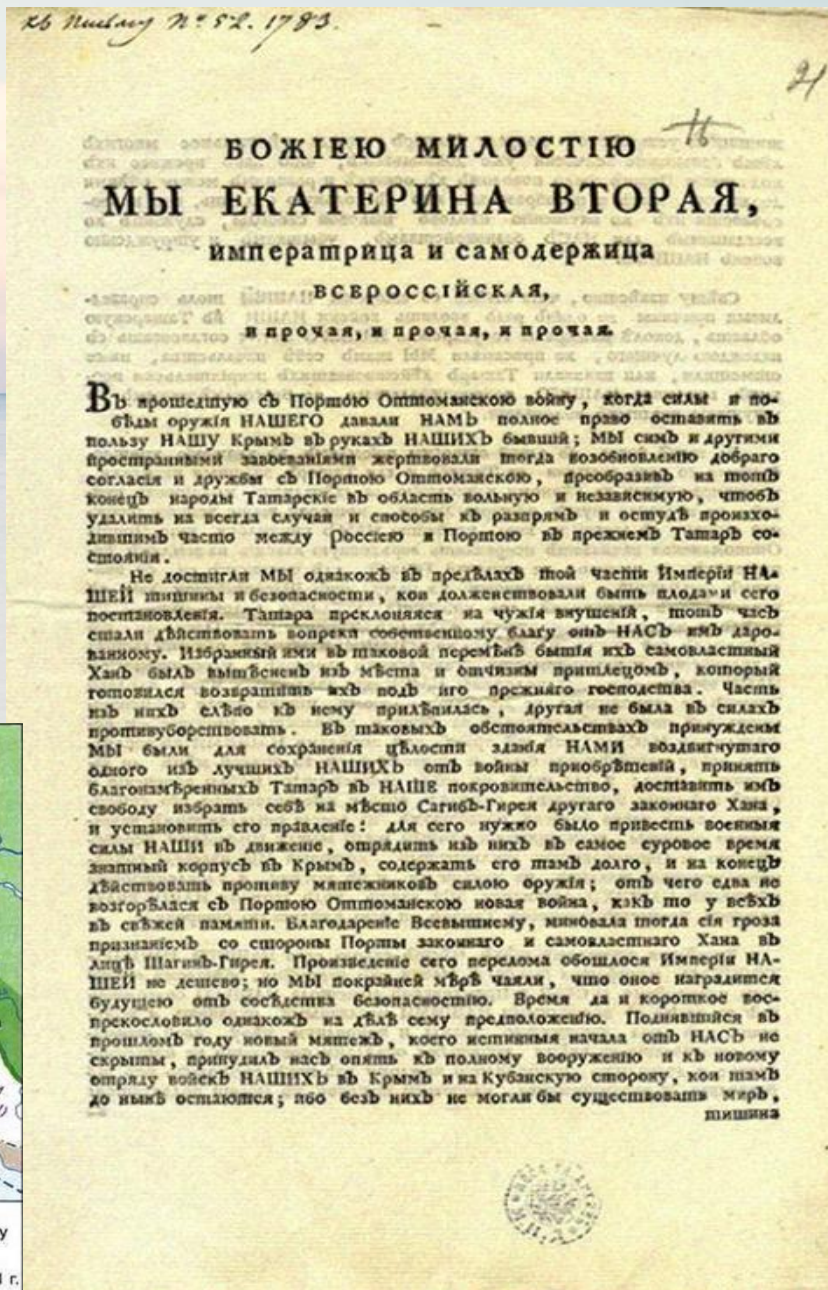 къ письму № 52. 1783.
21
16
БОЖІЕЮ МИЛОСТІЮ
МЫ ЕКАТЕРИНА ВТОРАЯ,
императрица и самодержица
ВСЕРОССІЙСКАЯ,
и прочая, и прочая, и прочая.
Въ прошедшую съ Портою Оттоманскою войну, когда силы и по-
бѣды оружія НАШЕГО давали НАМЪ полное право оставить въ
пользу НАШУ Крымъ въ рукахъ НАШИХЪ бывшій; МЫ симъ и другими
пространными завоеваніями жертвовали тогда возобновленію добраго
согласія и дружбы съ Портою Оттоманскою, преобразивъ на тотъ
конецъ народы Татарскіе въ область вольную и независимую, чтобъ
удалить на всегда случаи и способы къ распрямъ и остудѣ происхо-
дившимъ часто между Россіею и Портою въ прежнемъ Татаръ со-
стояніи.
Не достигли МЫ однакожъ въ предѣлахъ той части Имперіи НА-
ШЕЙ тишины и безопасности, кои долженствовали быть плодами сего
постановленія. Татара преклоняяся на чужія внушенія, тотъ часъ
стали дѣйствовать вопреки собственному благу отъ НАСЪ имъ даро-
ванному. Избранный ими въ таковой перемѣнѣ бытія ихъ самовластный
Ханъ былъ вытѣсненъ изъ мѣста и отчизны пришлецомъ, который
готовился возвратить ихъ подъ иго прежняго господства. Часть
изъ нихъ слѣпо къ нему прилѣпилась, другая не была въ силахъ
противуборствовать. Въ таковыхъ обстоятельствахъ принуждены
МЫ были для сохраненія цѣлости зданія НАМИ воздвигнутаго
одного изъ лучшихъ НАШИХЪ отъ войны пріобрѣтеній, принять
благонамѣренныхъ Татаръ въ НАШЕ покровительство, доставить имъ
свободу избрать себѣ на мѣсто Сагибъ-Гирея другаго законнаго Хана,
и установить его правленіе: для сего нужно было привесть военныя
силы НАШИ въ движеніе, отрядить изъ нихъ въ самое суровое время
знатный корпусъ въ Крымъ, содержать его тамъ долго, и на конецъ
дѣйствовать противу мятежниковъ силою оружія; отъ чего едва не
возгорѣлася съ Портою Оттоманскою новая война, какъ то у всѣхъ
въ свѣжей памяти. Благодареніе Всевышнему, миновала тогда сія гроза
признаніемъ со стороны Порты законнаго и самовластнаго Хана въ
лицѣ Шагинъ-Гирея. Произведеніе сего перелома обошлося Имперіи НА-
ШЕЙ не дешево; но МЫ покрайней мѣрѣ чаяли, что оное наградится
будущею отъ сосѣдства безопасностію. Время да и короткое вос-
прекословило однакожъ на дѣлѣ сему предположенію. Поднявшійся въ
прошломъ году новый мятежъ, коего истинныя начала отъ НАСЪ не
скрыты, принудилъ насъ опять къ полному вооруженію и къ новому
отряду войскъ НАШИХЪ въ Крымъ и на Кубанскую сторону, кои тамъ
до нынѣ остаются; ибо безъ нихъ не могли бы существовать миръ,
тишина
у
г.